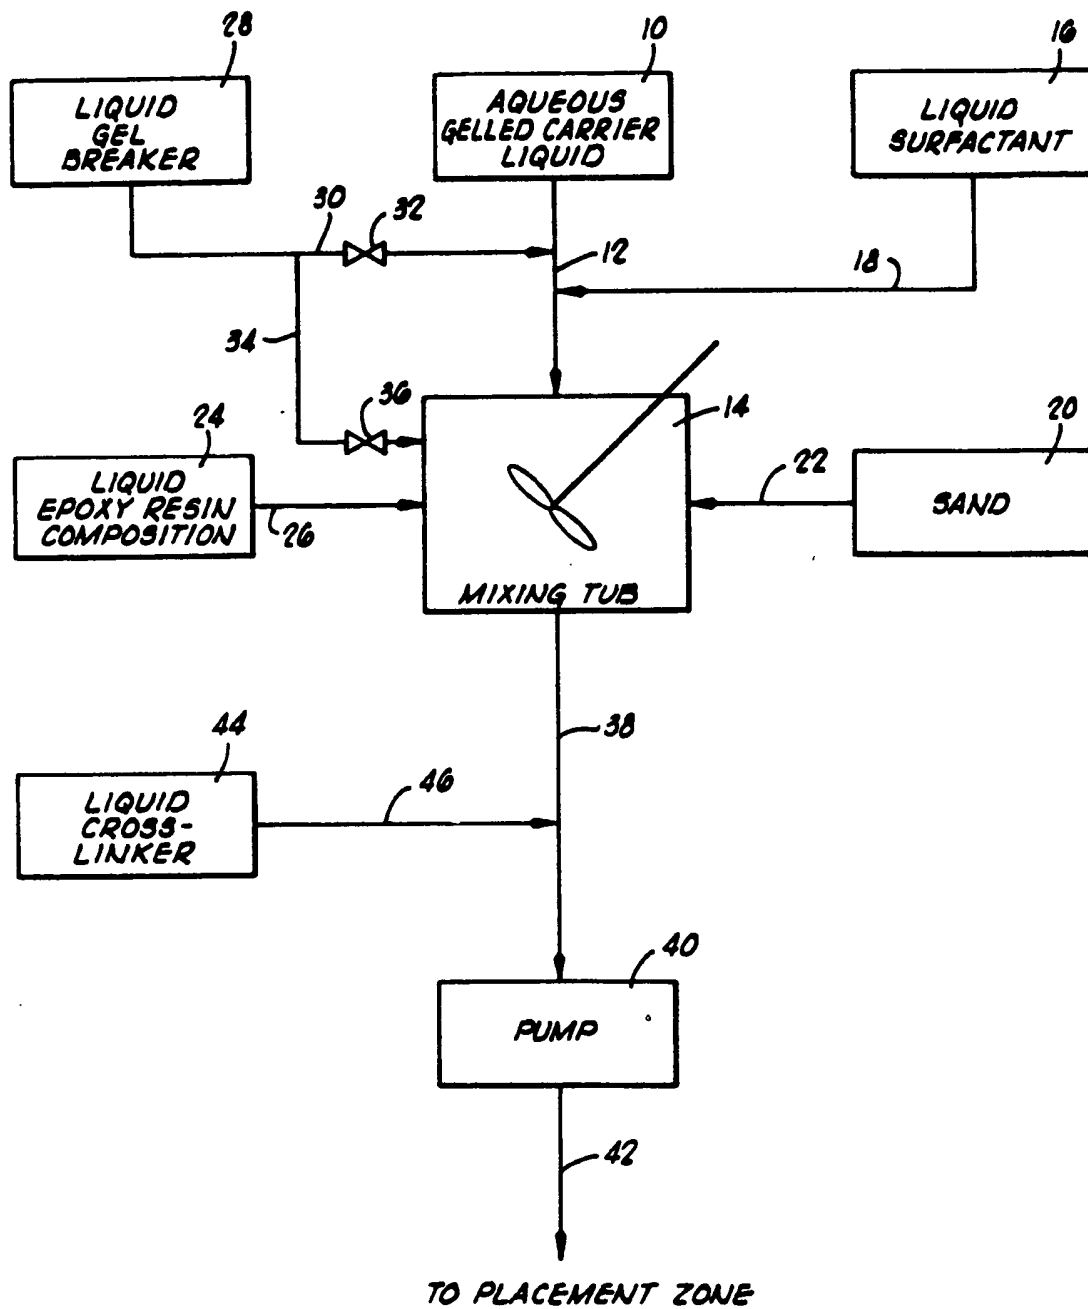 28
10
16
LIQUID
GEL
BREAKER
AQUEOUS
GELLED CARRIER
LIQUID
LIQUID
SURFACTANT
30
32
12
18
34
36
14
24
20
LIQUID
EPOXY RESIN
COMPOSITION
26
22
SAND
MIXING TUB
38
44
46
LIQUID
CROSS-
LINKER
40
PUMP
42
TO PLACEMENT ZONE